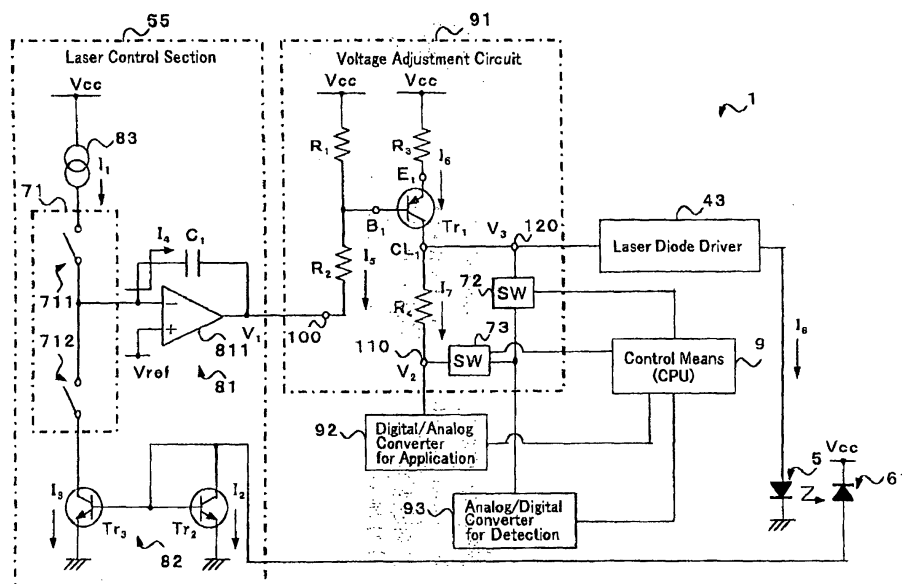 55
91
Laser Control Section
Voltage Adjustment Circuit
1
Vcc
Vcc
Vcc
83
R1
R3
I1
I6
E1
71
43
I4
C1
B1
Tr1
V3
120
Laser Diode Driver
CL1
R2
I5
72
SW
711
I7
R4
73
712
811
V1
100
110
SW
Control Means
(CPU)
9
I8
Vref
81
V2
92
Digital/Analog
Converter
for Application
Vcc
5
61
I3
I2
93
Analog/Digital
Converter
for Detection
Tr3
Tr2
82